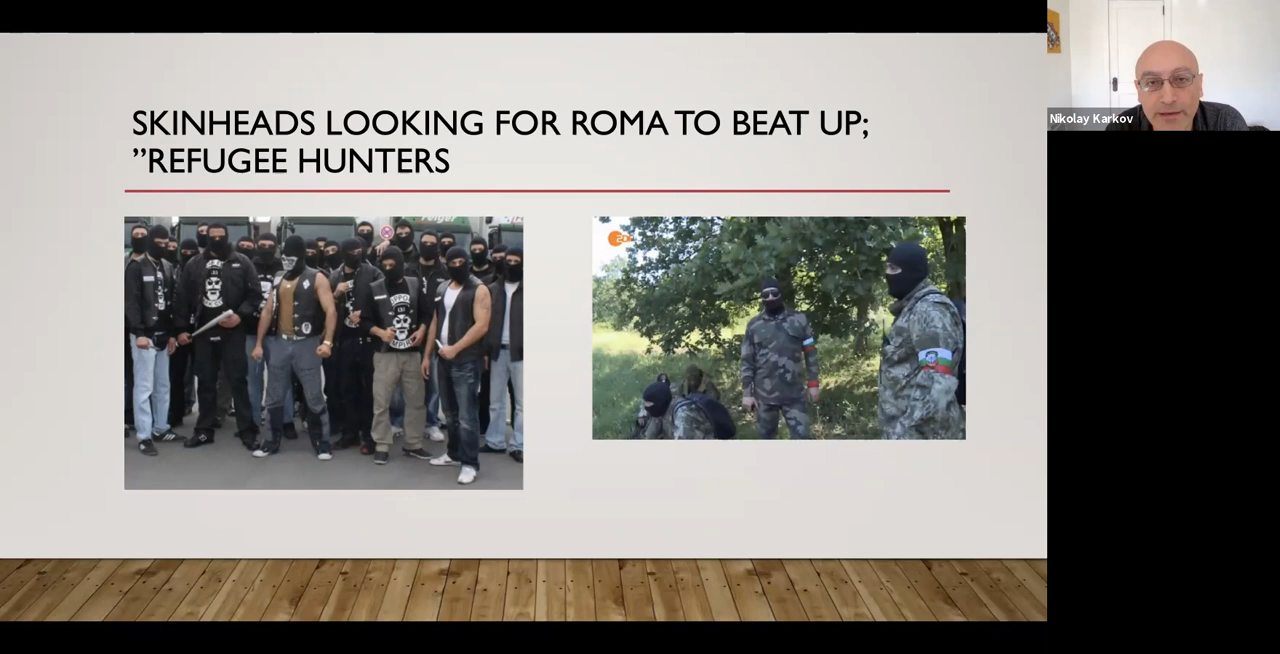 SKINHEADS LOOKING FOR ROMA TO BEAT UP;
”REFUGEE HUNTERS
Nikolay Karkov